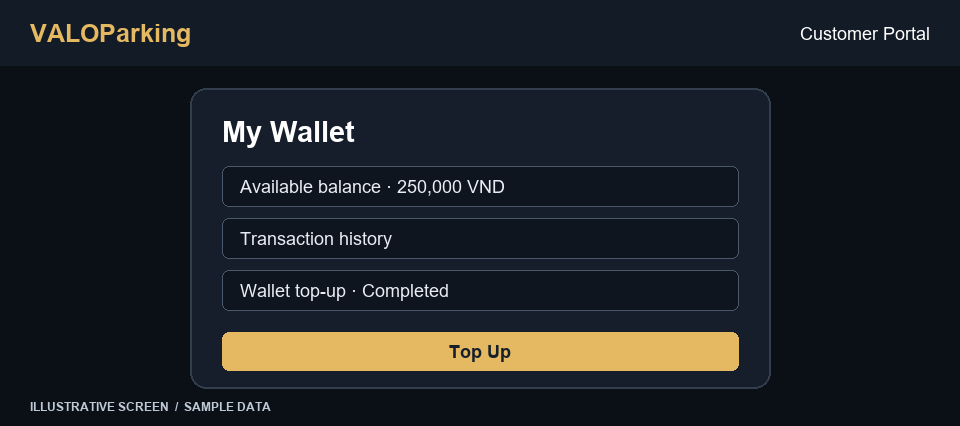 VALOParking
Customer Portal
My Wallet
Available balance · 250,000 VND
Transaction history
Wallet top-up · Completed
Top Up
ILLUSTRATIVE SCREEN / SAMPLE DATA